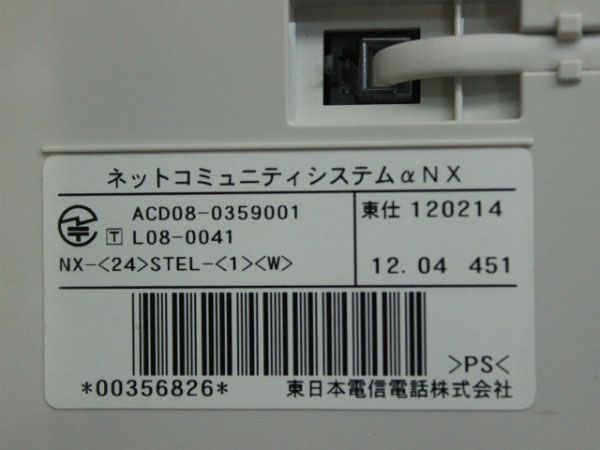 ネットコミュニティシステムαNX
ACD08-0359001
T L08-0041
NX-<24>STEL-<1><W>
東仕 120214
12.04 451
*00356826*
>PS<
東日本電信電話株式会社